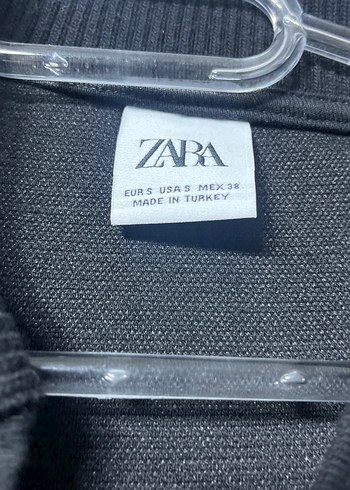 ZARA
EUR S USA S MEX 38
MADE IN TURKEY